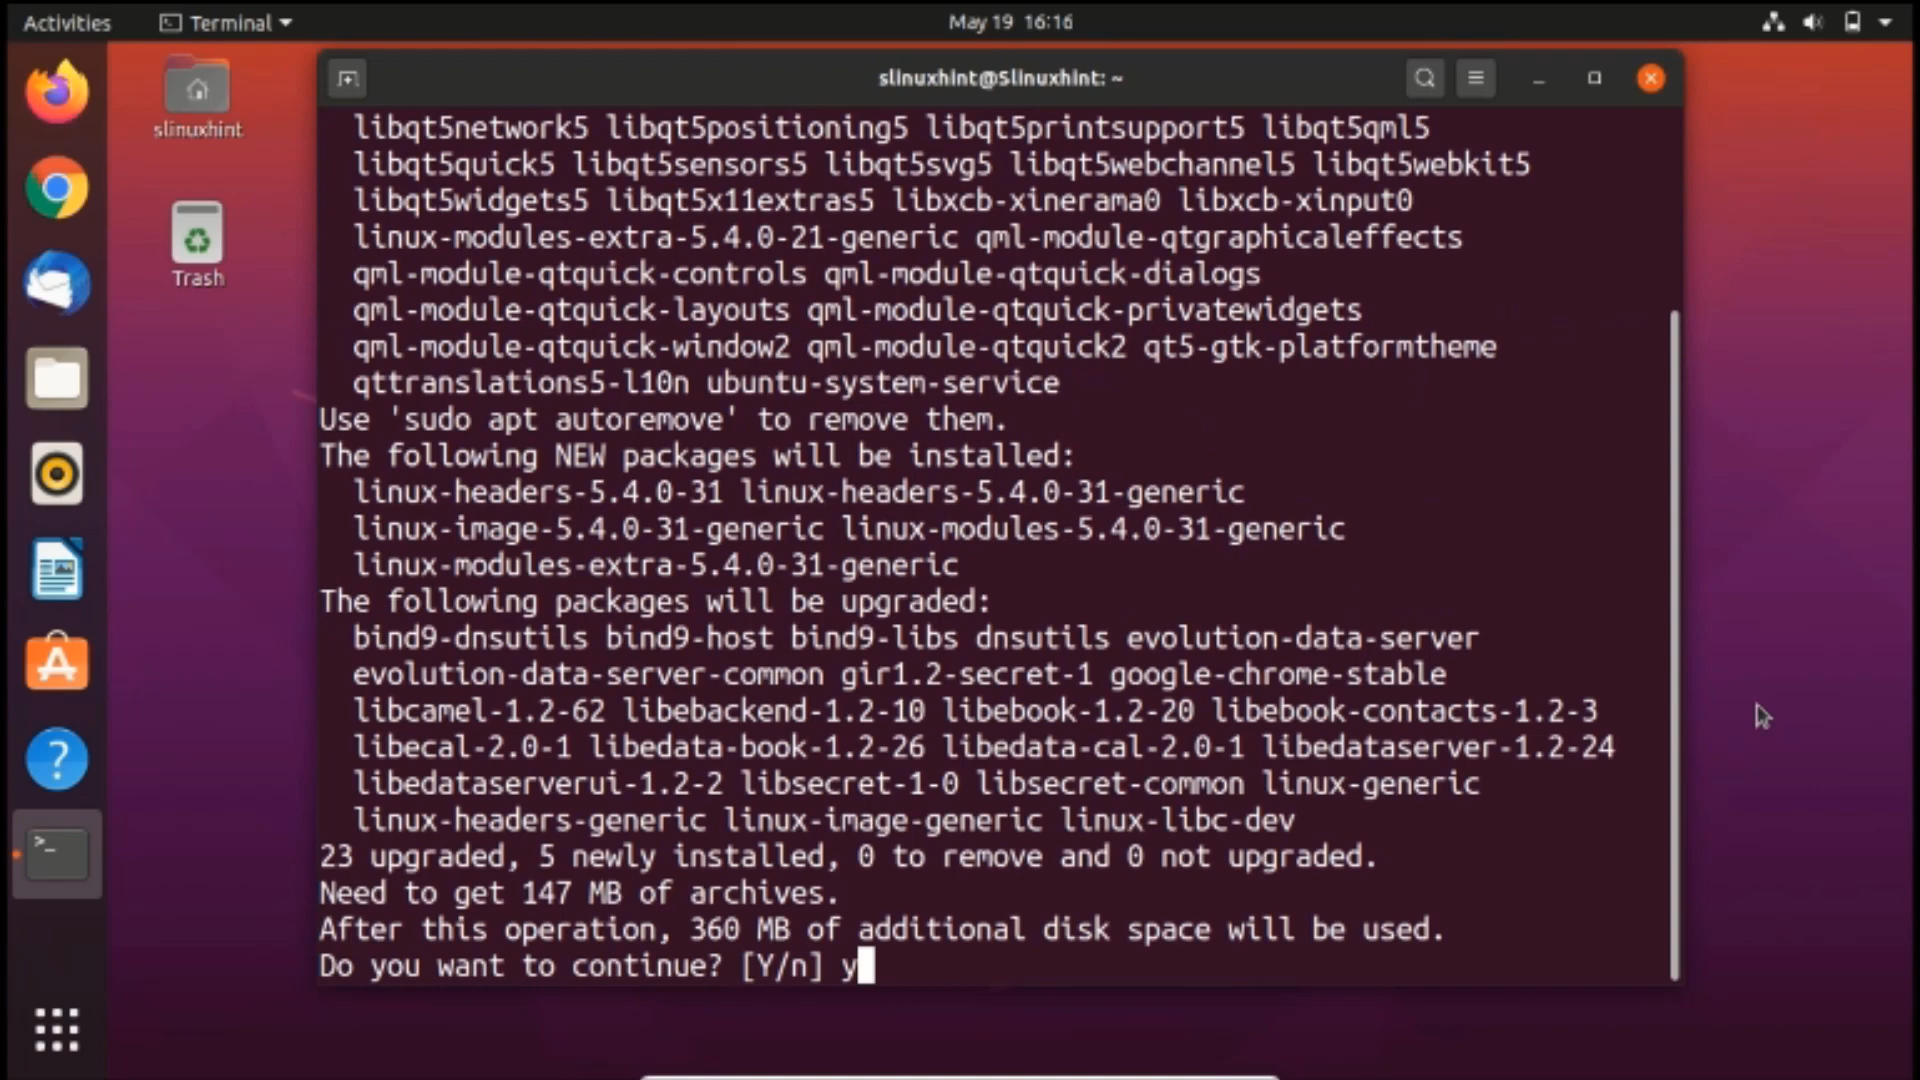 Activities
Terminal
May 19 16:16
slinuxhint
Trash
slinuxhint@Slinuxhint: ~
libqt5network5 libqt5positioning5 libqt5printsupport5 libqt5qml5
libqt5quick5 libqt5sensors5 libqt5svg5 libqt5webchannel5 libqt5webkit5
libqt5widgets5 libqt5x11extras5 libxcb-xinerama0 libxcb-xinput0
linux-modules-extra-5.4.0-21-generic qml-module-qtgraphicaleffects
qml-module-qtquick-controls qml-module-qtquick-dialogs
qml-module-qtquick-layouts qml-module-qtquick-privatewidgets
qml-module-qtquick-window2 qml-module-qtquick2 qt5-gtk-platformtheme
qttranslations5-l10n ubuntu-system-service
Use 'sudo apt autoremove' to remove them.
The following NEW packages will be installed:
linux-headers-5.4.0-31 linux-headers-5.4.0-31-generic
linux-image-5.4.0-31-generic linux-modules-5.4.0-31-generic
linux-modules-extra-5.4.0-31-generic
The following packages will be upgraded:
bind9-dnsutils bind9-host bind9-libs dnsutils evolution-data-server
evolution-data-server-common gir1.2-secret-1 google-chrome-stable
libcamel-1.2-62 libebackend-1.2-10 libebook-1.2-20 libebook-contacts-1.2-3
libecal-2.0-1 libedata-book-1.2-26 libedata-cal-2.0-1 libedataserver-1.2-24
libedataserverui-1.2-2 libsecret-1-0 libsecret-common linux-generic
linux-headers-generic linux-image-generic linux-libc-dev
23 upgraded, 5 newly installed, 0 to remove and 0 not upgraded.
Need to get 147 MB of archives.
After this operation, 360 MB of additional disk space will be used.
Do you want to continue? [Y/n] y